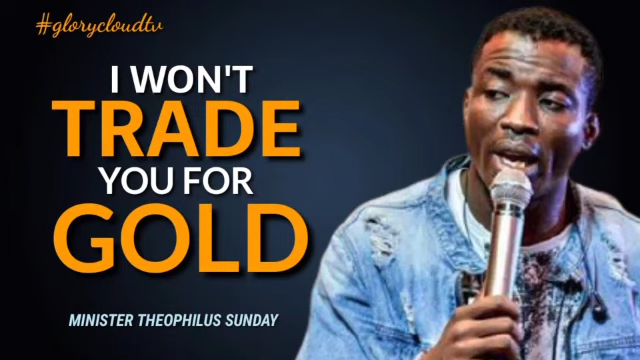 #glorycloudtv
I WON'T
TRADE
YOU FOR
GOLD
MINISTER THEOPHILUS SUNDAY